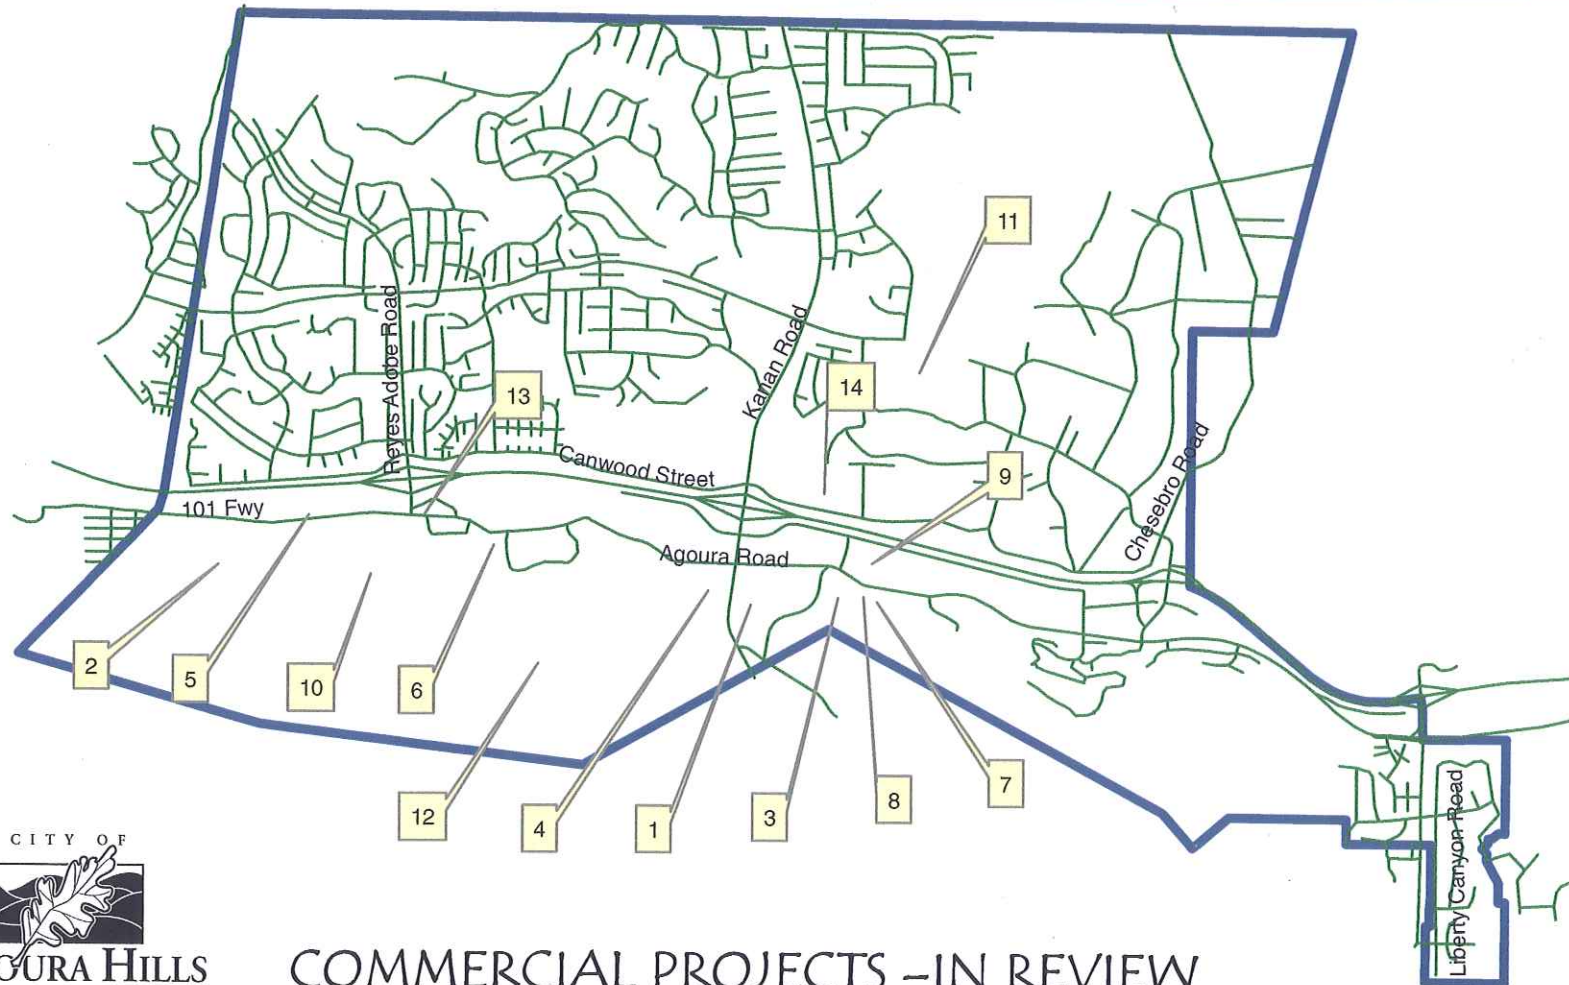 11
Reyes Adobe Road
Kanan Road
13
14
Canwood Street
9
Chesebro Road
101 Fwy
Agoura Road
2
5
10
6
12
4
1
3
8
7
Liberty Canyon Road
CITY OF
OURA HILLS
COMMERCIAL PROJECTS –IN REVIEW